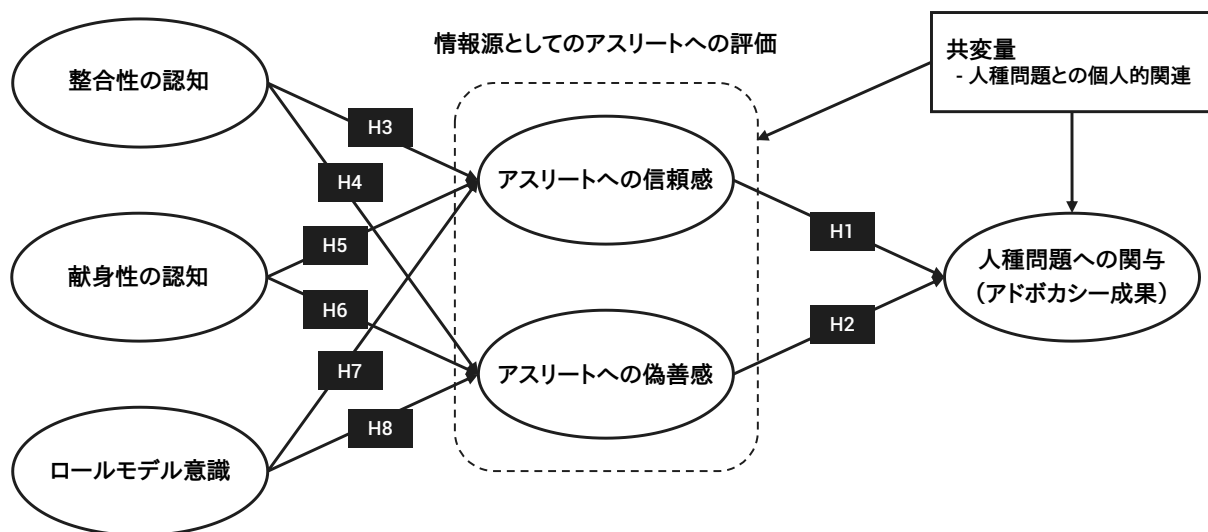 情報源としてのアスリートへの評価
共変量
- 人種問題との個人的関連
整合性の認知
H3
アスリートへの信頼感
H4
H1
H5
献身性の認知
人種問題への関与
（アドボカシー成果）
H6
H2
アスリートへの偽善感
H7
H8
ロールモデル意識